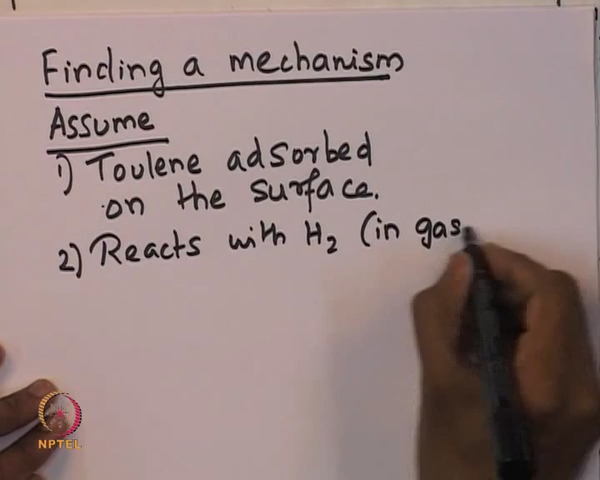 Finding a mechanism
Assume
1) Toulene adsorbed
on the surface.
2) Reacts with H2 (in gas
NPTEL